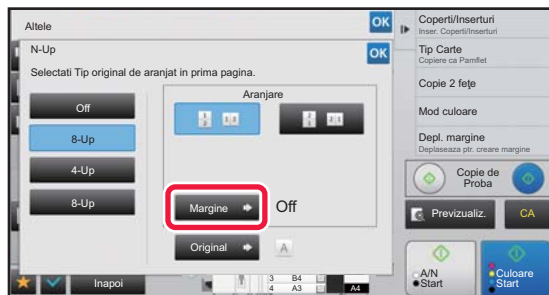 Altele
OK
N-Up
OK
Selectati Tip original de aranjat in prima pagina.
Off
8-Up
4-Up
8-Up
Aranjare
Margine
Off
Original
A
Coperti/Inserturi
Inser. Coperti/Inserturi
Tip Carte
Copiere ca Pamflet
Copie 2 fețe
Mod culoare
Depl. margine
Deplaseaza ptr. creare margine
Copie de
Proba
Previzualiz.
CA
A/N
Start
Culoare
Start
Inapoi
3 B4
4 A3
A4